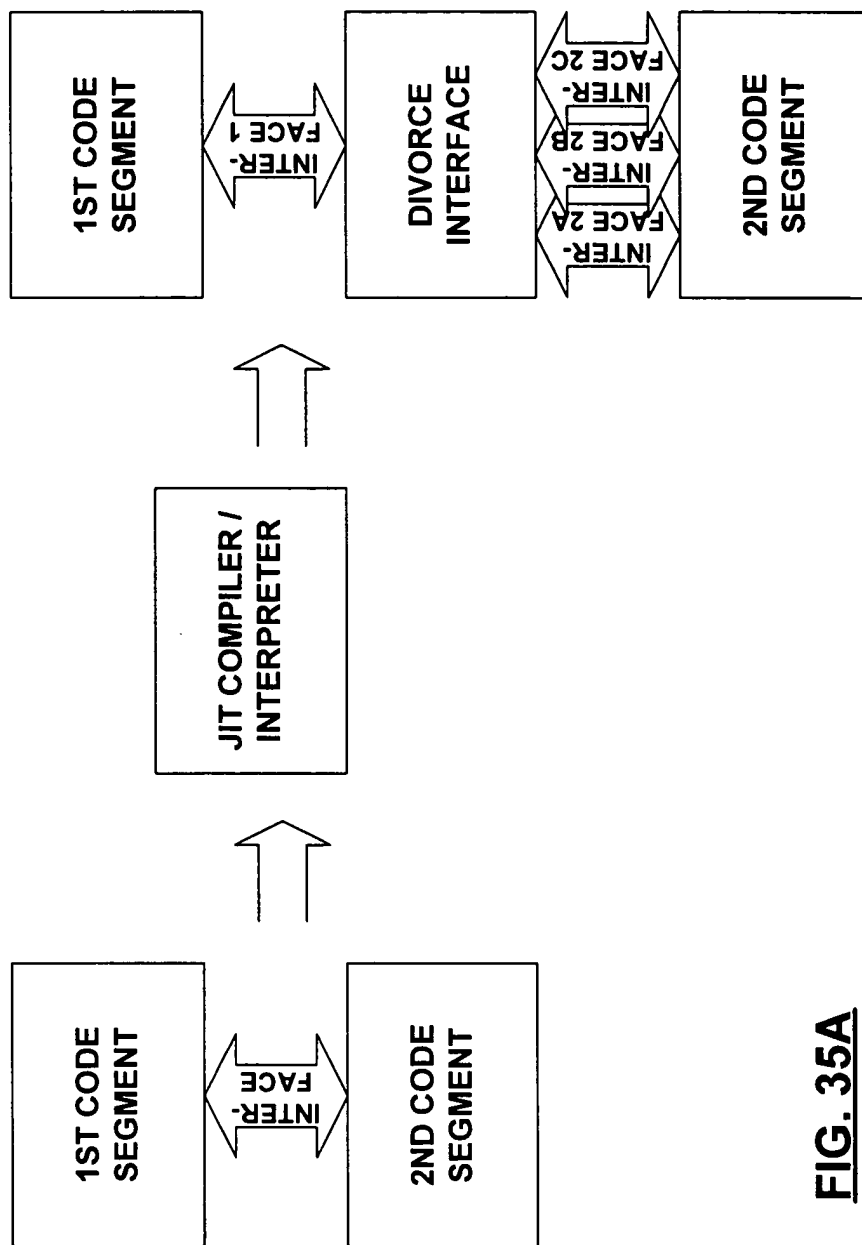 1ST CODE
SEGMENT
INTER-
FACE
2ND CODE
SEGMENT
JIT COMPILER /
INTERPRETER
1ST CODE
SEGMENT
INTER-
FACE 1
DIVORCE
INTERFACE
INTER-
FACE 2A
INTER-
FACE 2B
INTER-
FACE 2C
2ND CODE
SEGMENT
FIG. 35A